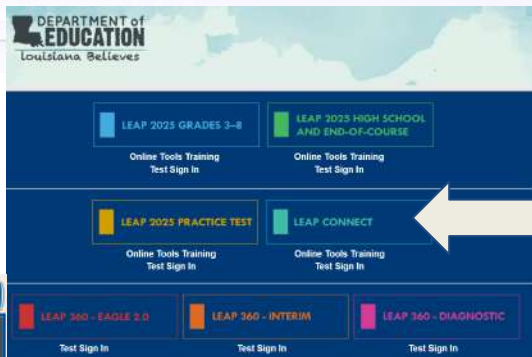 DEPARTMENT of
EDUCATION
Louisiana Believes
LEAP 2025 GRADES 3–8
Online Tools Training
Test Sign In
LEAP 2025 HIGH SCHOOL
AND END-OF-COURSE
Online Tools Training
Test Sign In
LEAP 2025 PRACTICE TEST
Online Tools Training
Test Sign In
LEAP CONNECT
Online Tools Training
Test Sign In
LEAP 360 - EAGLE 2.0
Test Sign In
LEAP 360 - INTERIM
Test Sign In
LEAP 360 - DIAGNOSTIC
Test Sign In